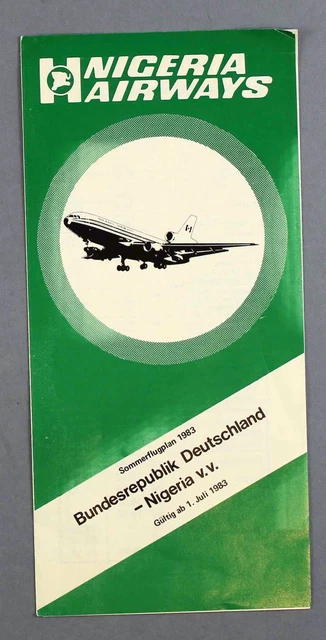 NIGERIA
AIRWAYS
Sommerflugplan 1983
Bundesrepublik Deutschland
– Nigeria v.v.
Gültig ab 1. Juli 1983